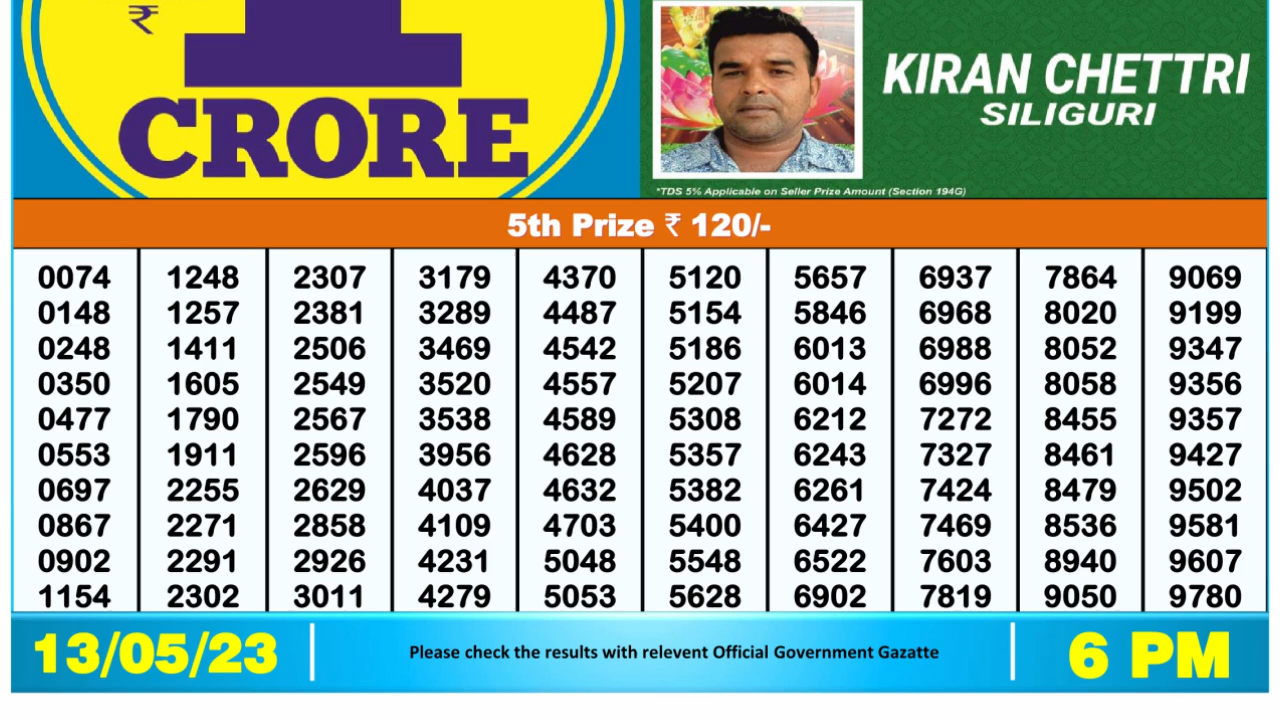 ₹
1
CRORE
KIRAN CHETTRI
SILIGURI
*TDS 5% Applicable on Seller Prize Amount (Section 194G)
5th Prize ₹ 120/-
0074 1248 2307 3179 4370 5120 5657 6937 7864 9069
0148 1257 2381 3289 4487 5154 5846 6968 8020 9199
0248 1411 2506 3469 4542 5186 6013 6988 8052 9347
0350 1605 2549 3520 4557 5207 6014 6996 8058 9356
0477 1790 2567 3538 4589 5308 6212 7272 8455 9357
0553 1911 2596 3956 4628 5357 6243 7327 8461 9427
0697 2255 2629 4037 4632 5382 6261 7424 8479 9502
0867 2271 2858 4109 4703 5400 6427 7469 8536 9581
0902 2291 2926 4231 5048 5548 6522 7603 8940 9607
1154 2302 3011 4279 5053 5628 6902 7819 9050 9780
13/05/23 Please check the results with relevent Official Government Gazatte 6 PM